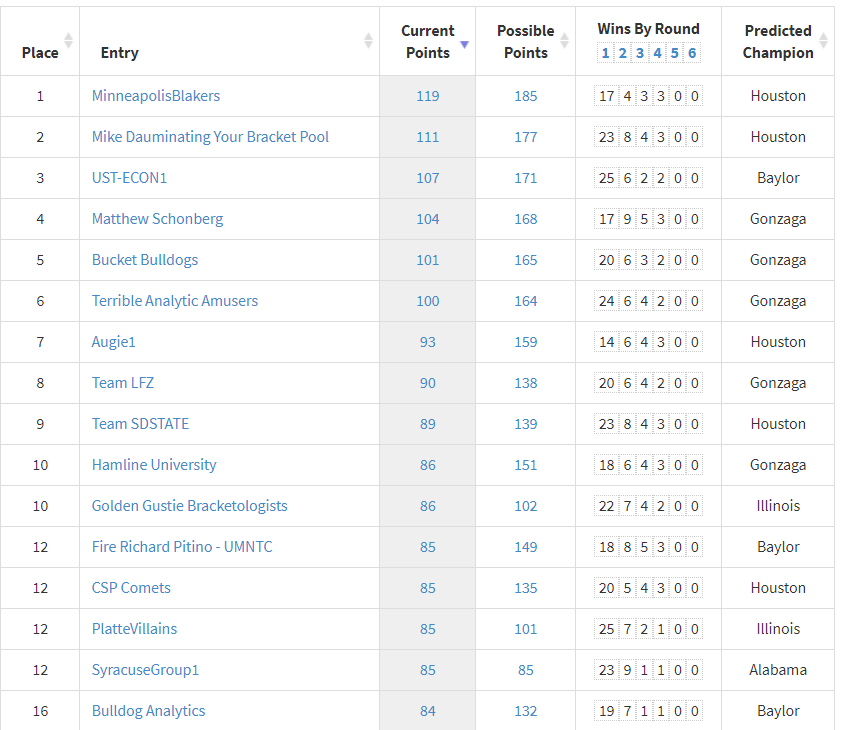 Place Entry Current Points Possible Points Wins By Round 1 2 3 4 5 6 Predicted Champion
1 MinneapolisBlakers 119 185 17 4 3 3 0 0 Houston
2 Mike Dauminating Your Bracket Pool 111 177 23 8 4 3 0 0 Houston
3 UST-ECON1 107 171 25 6 2 2 0 0 Baylor
4 Matthew Schonberg 104 168 17 9 5 3 0 0 Gonzaga
5 Bucket Bulldogs 101 165 20 6 3 2 0 0 Gonzaga
6 Terrible Analytic Amusers 100 164 24 6 4 2 0 0 Gonzaga
7 Augie1 93 159 14 6 4 3 0 0 Houston
8 Team LFZ 90 138 20 6 4 2 0 0 Gonzaga
9 Team SDSTATE 89 139 23 8 4 3 0 0 Houston
10 Hamline University 86 151 18 6 4 3 0 0 Gonzaga
10 Golden Gustie Bracketologists 86 102 22 7 4 2 0 0 Illinois
12 Fire Richard Pitino - UMNTC 85 149 18 8 5 3 0 0 Baylor
12 CSP Comets 85 135 20 5 4 3 0 0 Houston
12 PlatteVillains 85 101 25 7 2 1 0 0 Illinois
12 SyracuseGroup1 85 85 23 9 1 1 0 0 Alabama
16 Bulldog Analytics 84 132 19 7 1 1 0 0 Baylor